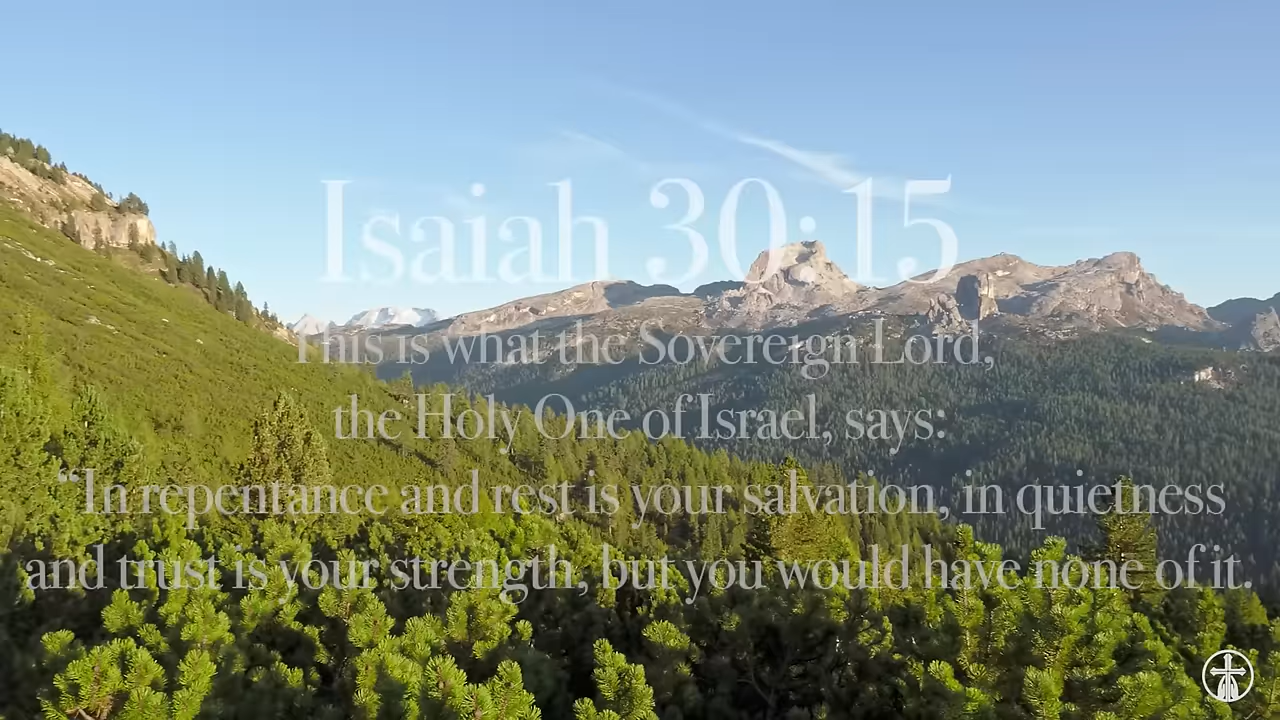 Isaiah 30:15
This is what the Sovereign Lord,
the Holy One of Israel, says:
“In repentance and rest is your salvation, in quietness
and trust is your strength, but you would have none of it.